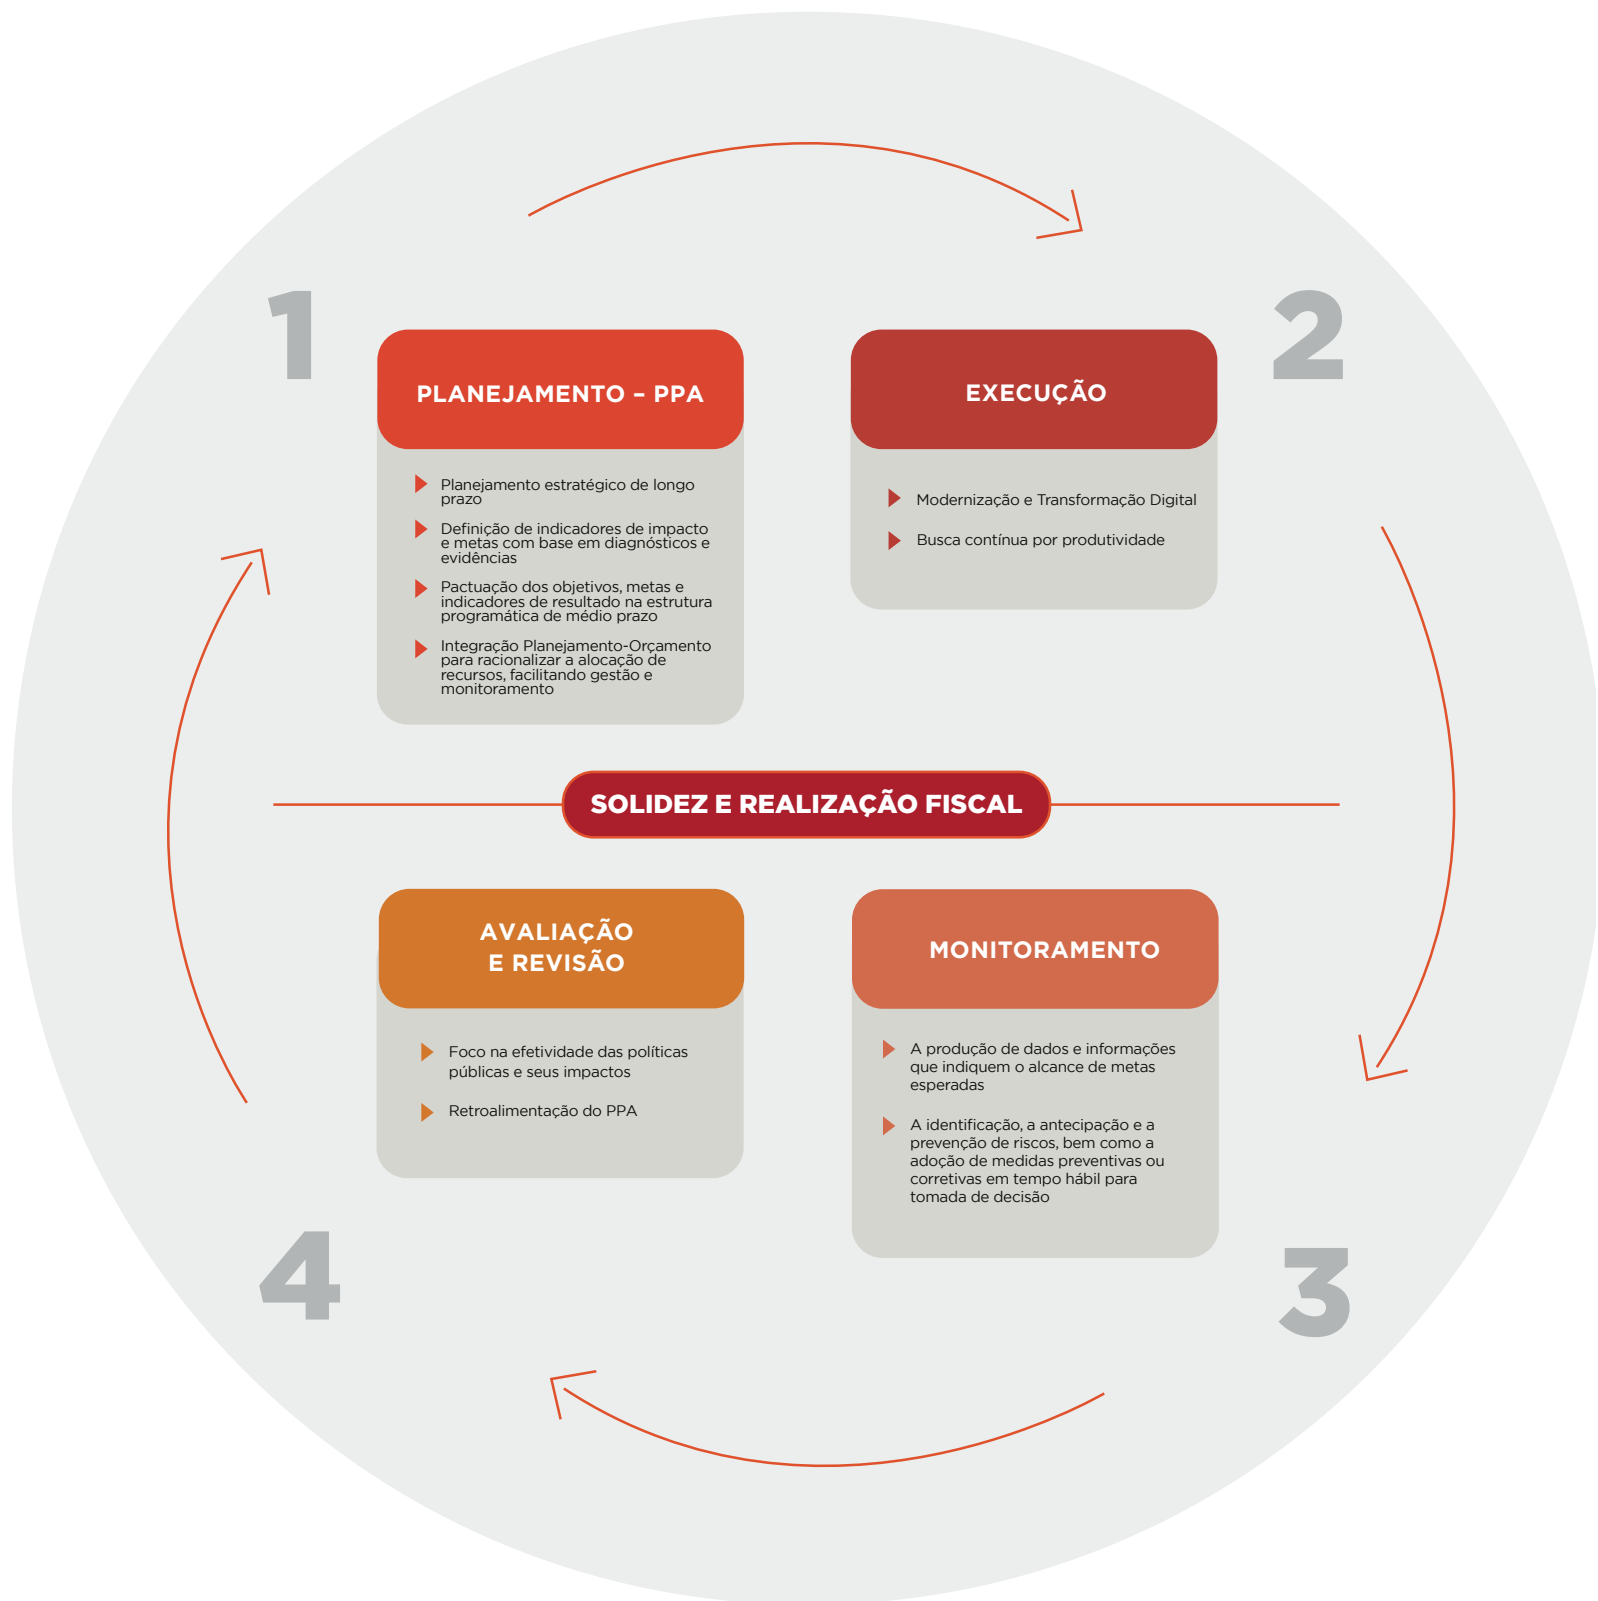 1
PLANEJAMENTO – PPA
Planejamento estratégico de longo
prazo
Definição de indicadores de impacto
e metas com base em diagnósticos e
evidências
Pactuação dos objetivos, metas e
indicadores de resultado na estrutura
programática de médio prazo
Integração Planejamento-Orçamento
para racionalizar a alocação de
recursos, facilitando gestão e
monitoramento
2
EXECUÇÃO
Modernização e Transformação Digital
Busca contínua por produtividade
SOLIDEZ E REALIZAÇÃO FISCAL
MONITORAMENTO
A produção de dados e informações
que indiquem o alcance de metas
esperadas
A identificação, a antecipação e a
prevenção de riscos, bem como a
adoção de medidas preventivas ou
corretivas em tempo hábil para
tomada de decisão
3
AVALIAÇÃO
E REVISÃO
Foco na efetividade das políticas
públicas e seus impactos
Retroalimentação do PPA
4